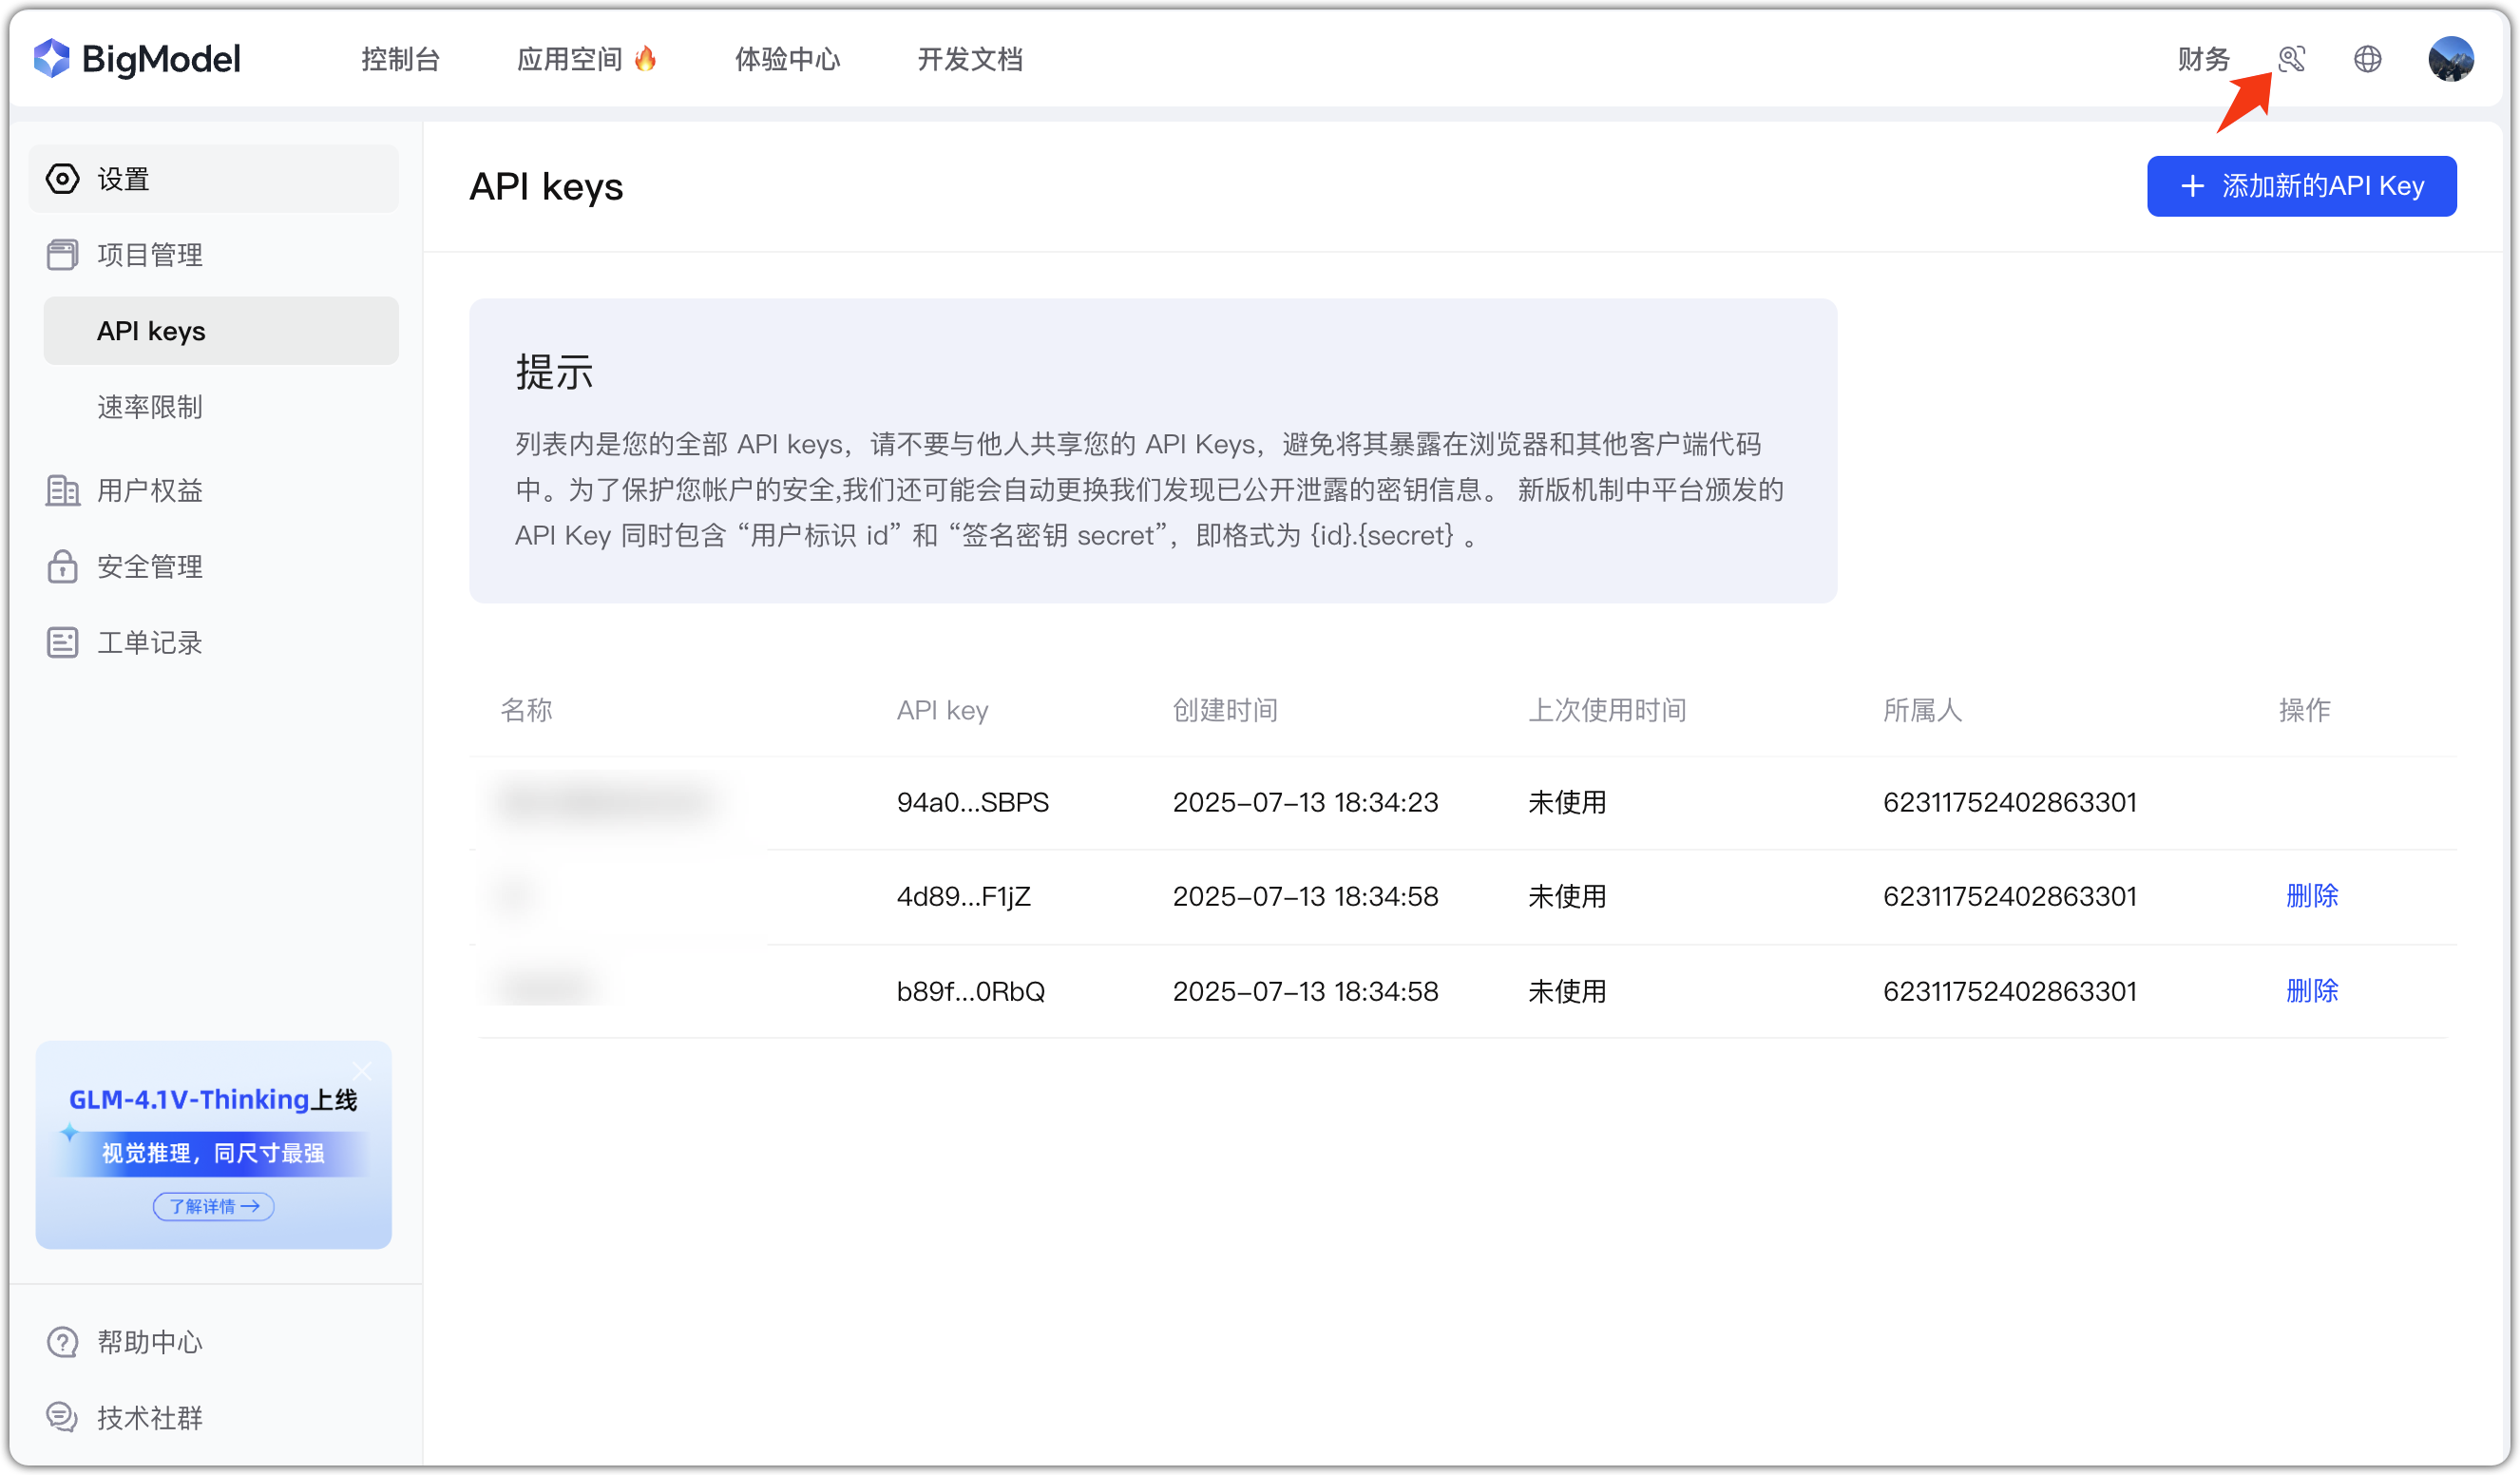 BigModel
控制台
应用空间
体验中心
开发文档
财务
设置
项目管理
API keys
速率限制
用户权益
安全管理
工单记录
API keys
添加新的API Key
提示
列表内是您的全部 API keys，请不要与他人共享您的 API Keys，避免将其暴露在浏览器和其他客户端代码
中。为了保护您帐户的安全,我们还可能会自动更换我们发现已公开泄露的密钥信息。 新版机制中平台颁发的
API Key 同时包含 “用户标识 id” 和 “签名密钥 secret”，即格式为 {id}.{secret} 。
名称 API key 创建时间 上次使用时间 所属人 操作
94a0...SBPS 2025-07-13 18:34:23 未使用 62311752402863301
4d89...F1jZ 2025-07-13 18:34:58 未使用 62311752402863301 删除
b89f...0RbQ 2025-07-13 18:34:58 未使用 62311752402863301 删除
GLM-4.1V-Thinking上线
视觉推理，同尺寸最强
了解详情
帮助中心
技术社群